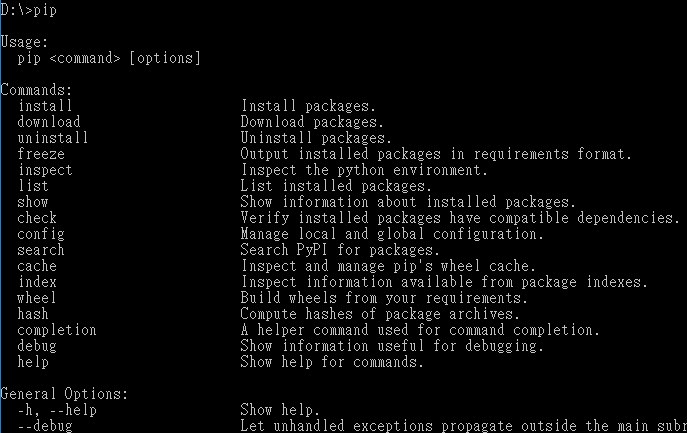 D:\>pip
Usage:
pip <command> [options]
Commands:
install Install packages.
download Download packages.
uninstall Uninstall packages.
freeze Output installed packages in requirements format.
inspect Inspect the python environment.
list List installed packages.
show Show information about installed packages.
check Verify installed packages have compatible dependencies.
config Manage local and global configuration.
search Search PyPI for packages.
cache Inspect and manage pip's wheel cache.
index Inspect information available from package indexes.
wheel Build wheels from your requirements.
hash Compute hashes of package archives.
completion A helper command used for command completion.
debug Show information useful for debugging.
help Show help for commands.
General Options:
-h, --help Show help.
--debug Let unhandled exceptions propagate outside the main subr